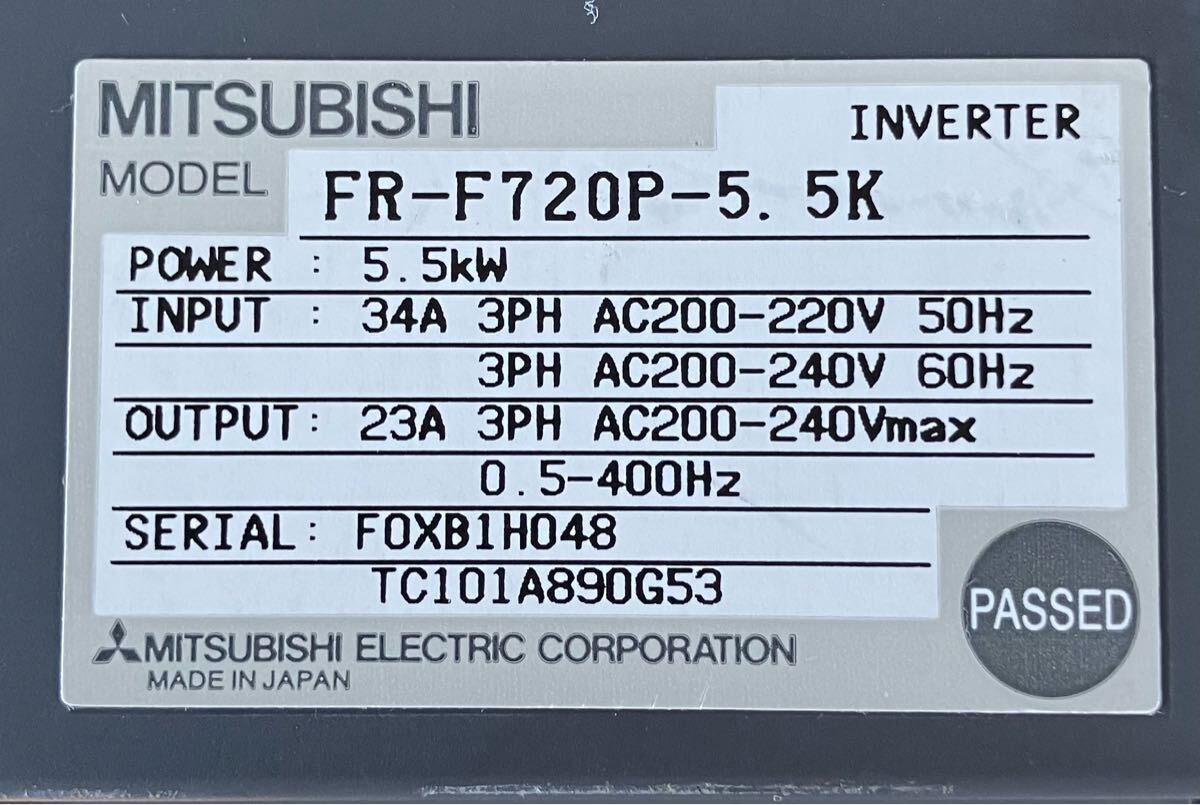 MITSUBISHI
INVERTER
MODEL FR-F720P-5.5K
POWER : 5.5kW
INPUT : 34A 3PH AC200-220V 50Hz
3PH AC200-240V 60Hz
OUTPUT: 23A 3PH AC200-240Vmax
0.5-400Hz
SERIAL: F0XB1H048
TC101A890G53
PASSED
MITSUBISHI ELECTRIC CORPORATION
MADE IN JAPAN